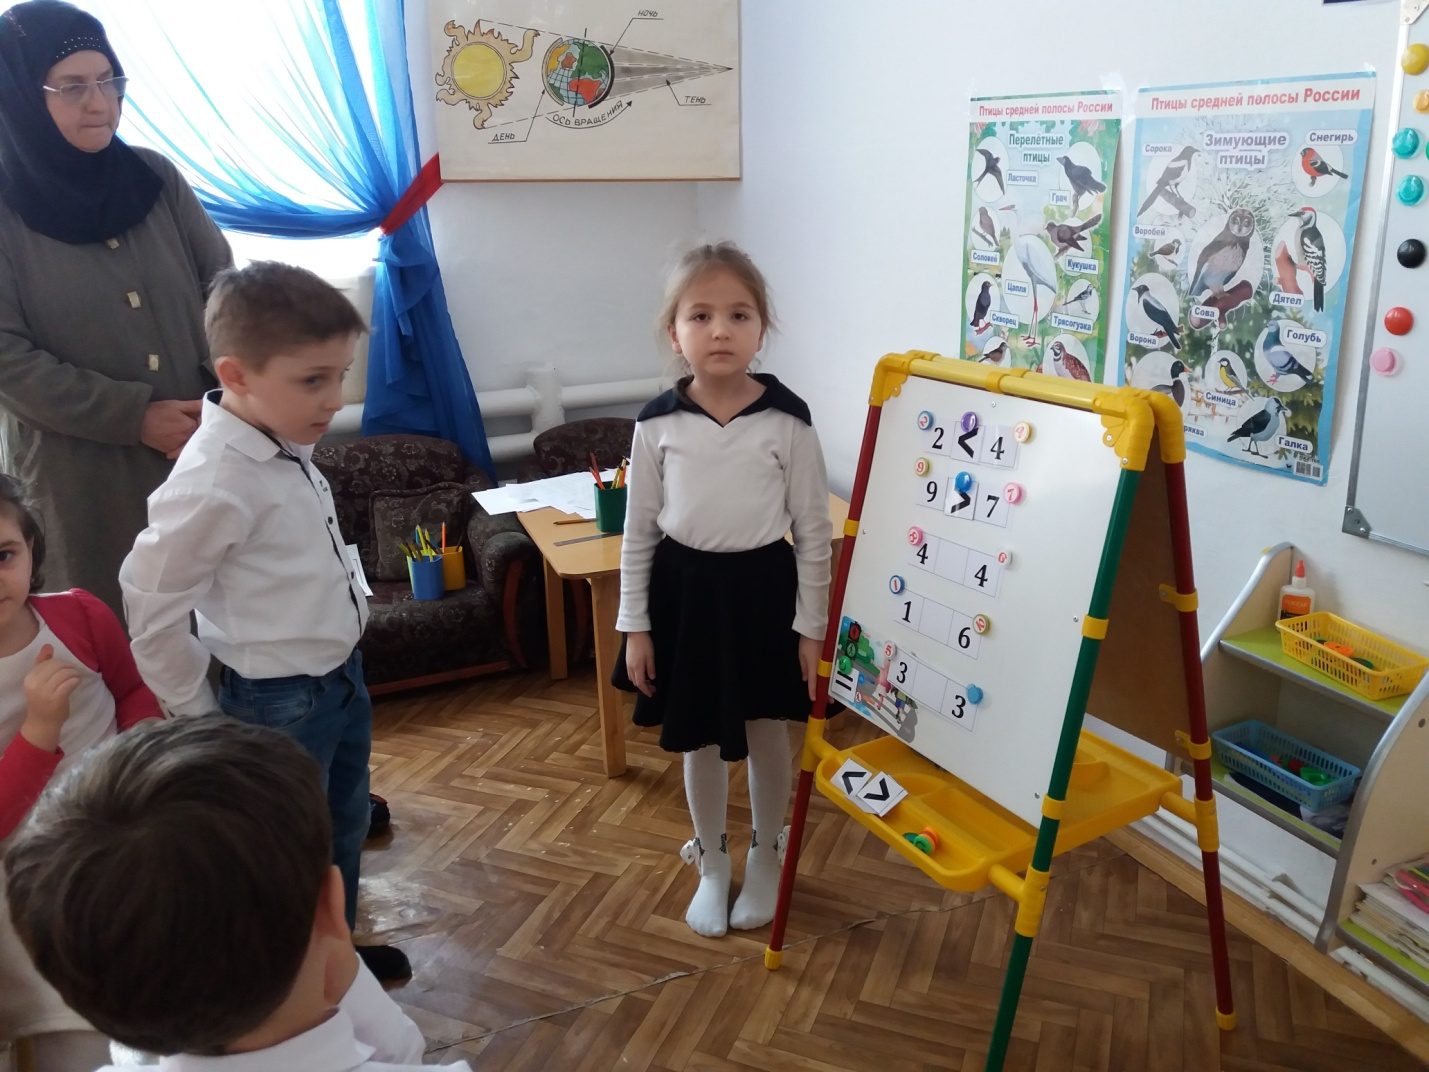 НОЧЬ
ТЕНЬ
ОСЬ ВРАЩЕНИЯ
ДЕНЬ
Птицы средней полосы России
Перелётные
птицы
Ласточка
Грач
Соловей
Кукушка
Цапля
Скворец
Трясогузка
Птицы средней полосы России
Зимующие
птицы
Сорока
Снегирь
Воробей
Сова
Дятел
Ворона
Голубь
Синица
Галка
2 < 4
9 > 7
4 4
1 6
3 3
=
< >